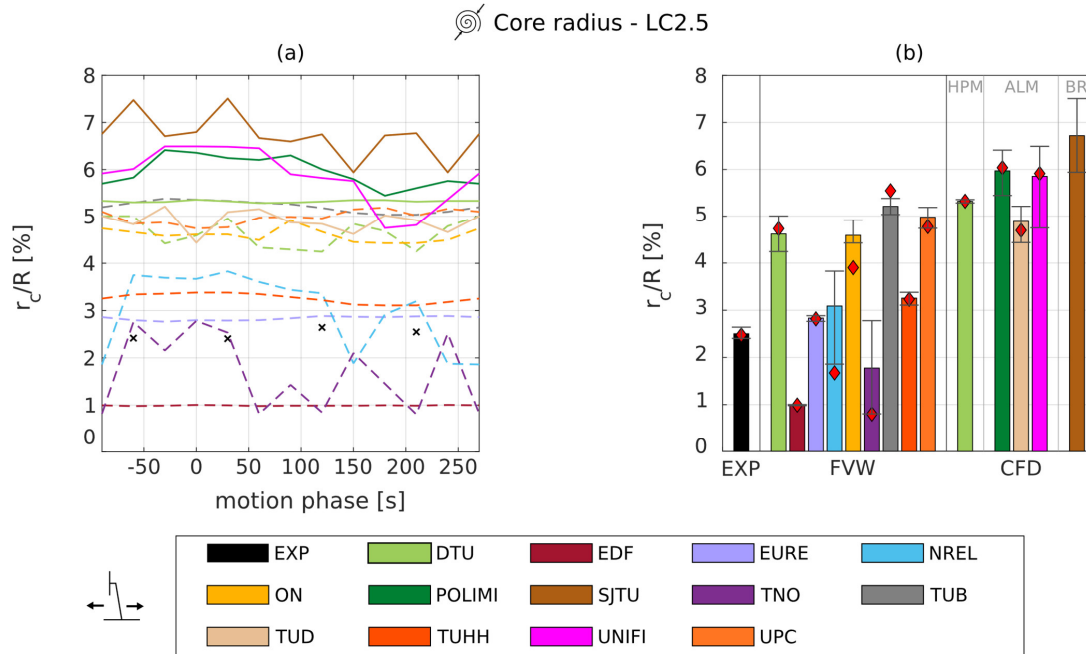 Core radius - LC2.5
(a)
r_c/R [%]
8
7
6
5
4
3
2
1
0
-50 0 50 100 150 200 250
motion phase [s]
(b)
HPM ALM BR
r_c/R [%]
8
7
6
5
4
3
2
1
0
EXP FVW CFD
EXP DTU EDF EURE NREL
ON POLIMI SJTU TNO TUB
TUD TUHH UNIFI UPC